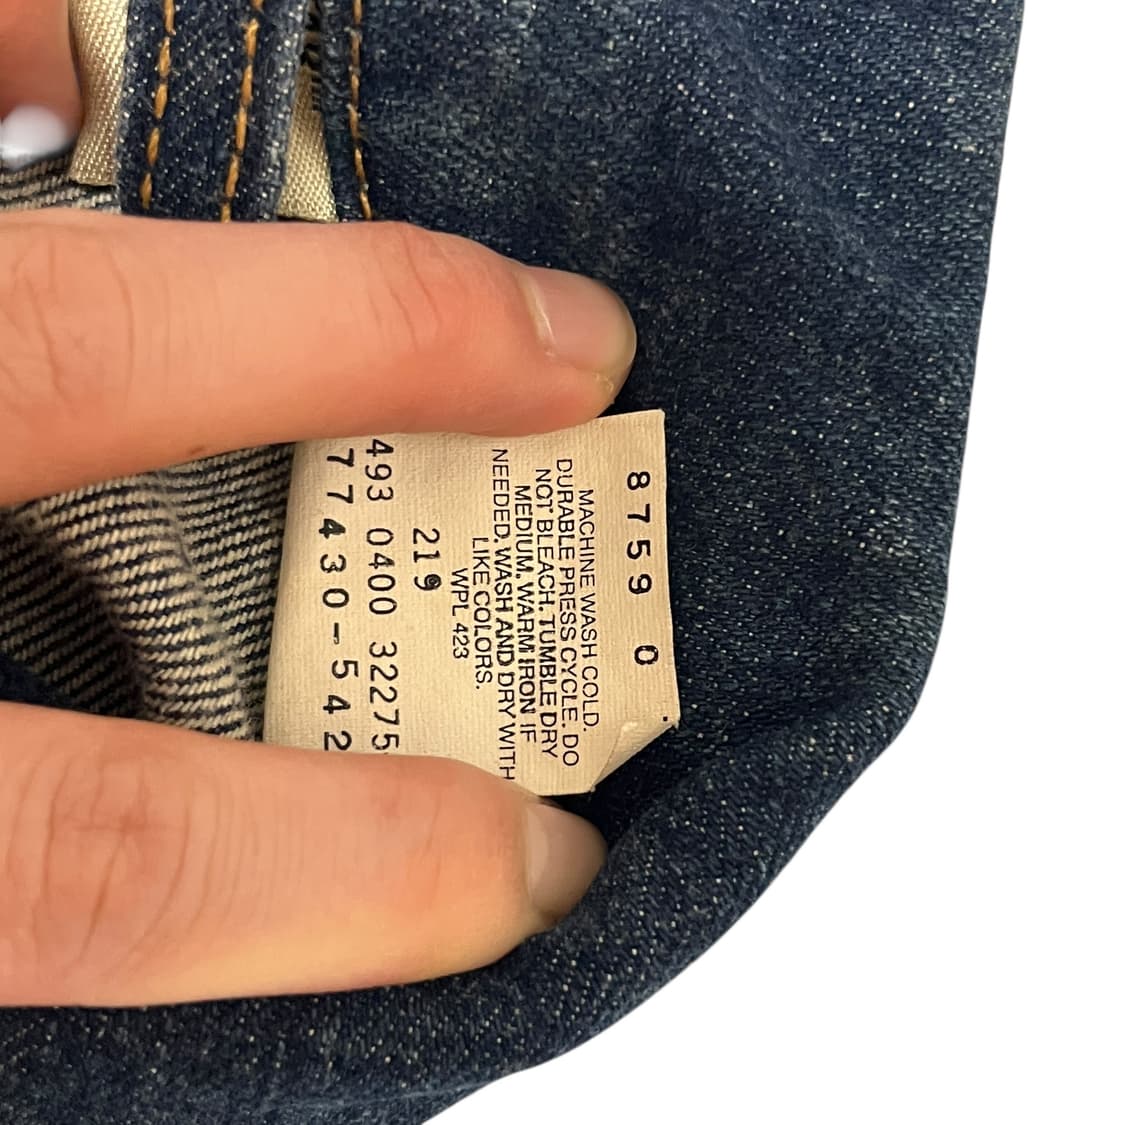 8759 0
MACHINE WASH COLD.
DURABLE PRESS CYCLE. DO
NOT BLEACH. TUMBLE DRY
MEDIUM. WARM IRON IF
NEEDED. WASH AND DRY WITH
LIKE COLORS.
WPL 423
219
493 0400 32275
77430-542